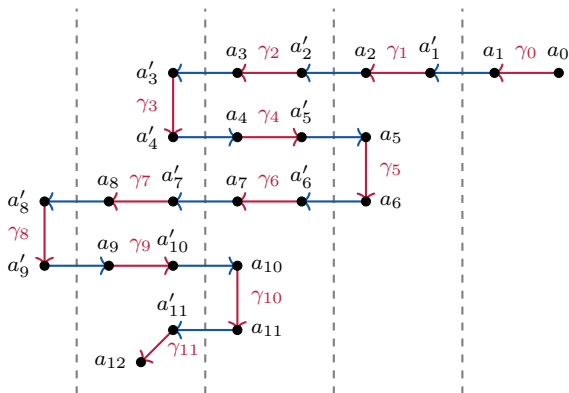 a₃ γ₂ a′₂ a₂ γ₁ a′₁ a₁ γ₀ a₀
a′₃
γ₃ a₄ γ₄ a′₅
a′₄ a₅
γ₅
a₈ γ₇ a′₇ a₇ γ₆ a′₆
a′₈ a₆
γ₈ a₉ γ₉ a′₁₀
a′�9 a₁₀
γ₁₀
a′₁₁
a₁₁
γ₁₁
a₁₂